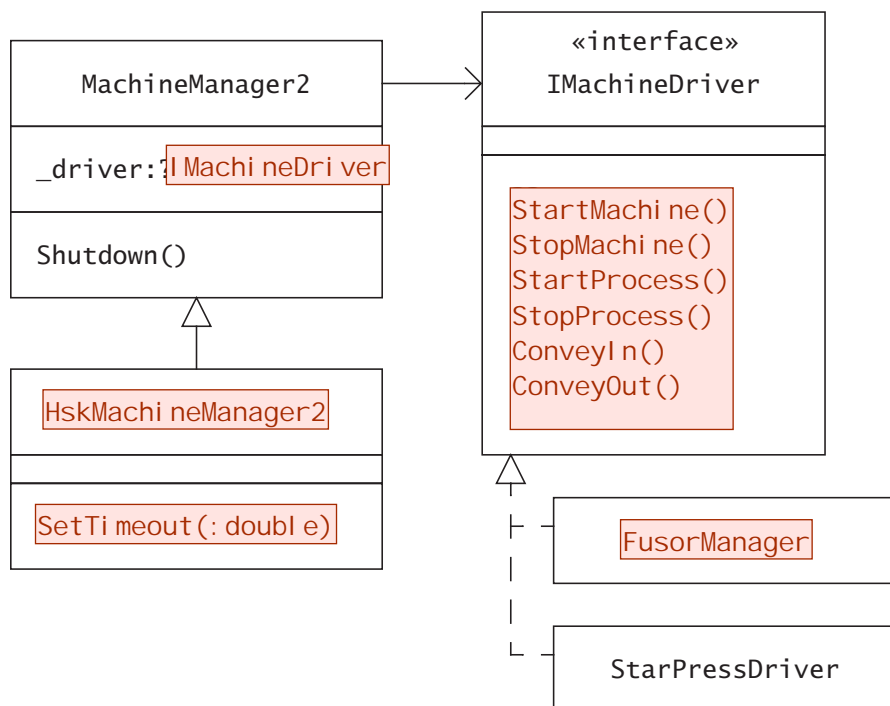 MachineManager2
_driver:?IMachineDriver
Shutdown()
HskMachineManager2
SetTimeout(:double)
«interface»
IMachineDriver
StartMachine()
StopMachine()
StartProcess()
StopProcess()
ConveyIn()
ConveyOut()
FusorManager
StarPressDriver